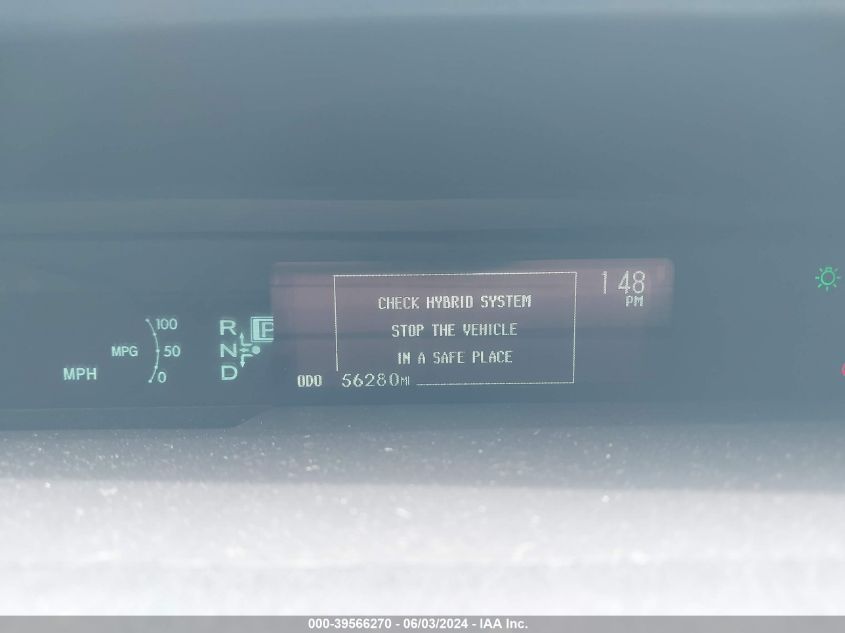 1 48
PM
CHECK HYBRID SYSTEM
STOP THE VEHICLE
IN A SAFE PLACE
ODO 56280MI
100
MPG 50
0
MPH
R P
N
D
000-39566270 - 06/03/2024 - IAA Inc.